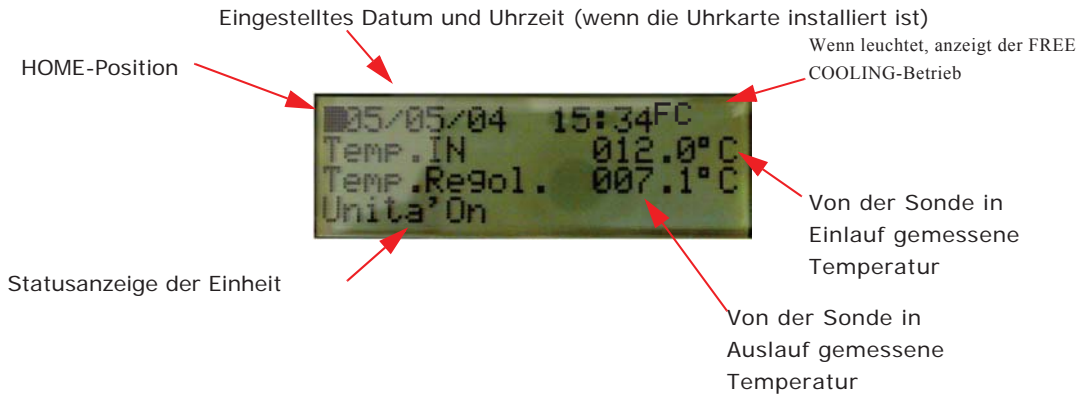 Eingestelltes Datum und Uhrzeit (wenn die Uhrkarte installiert ist)
Wenn leuchtet, anzeigt der FREE
COOLING-Betrieb
HOME-Position
05/05/04 15:34 FC
Temp.IN 012.0°C
Temp.Regol. 007.1°C
Unita'On
Von der Sonde in
Einlauf gemessene
Temperatur
Statusanzeige der Einheit
Von der Sonde in
Auslauf gemessene
Temperatur